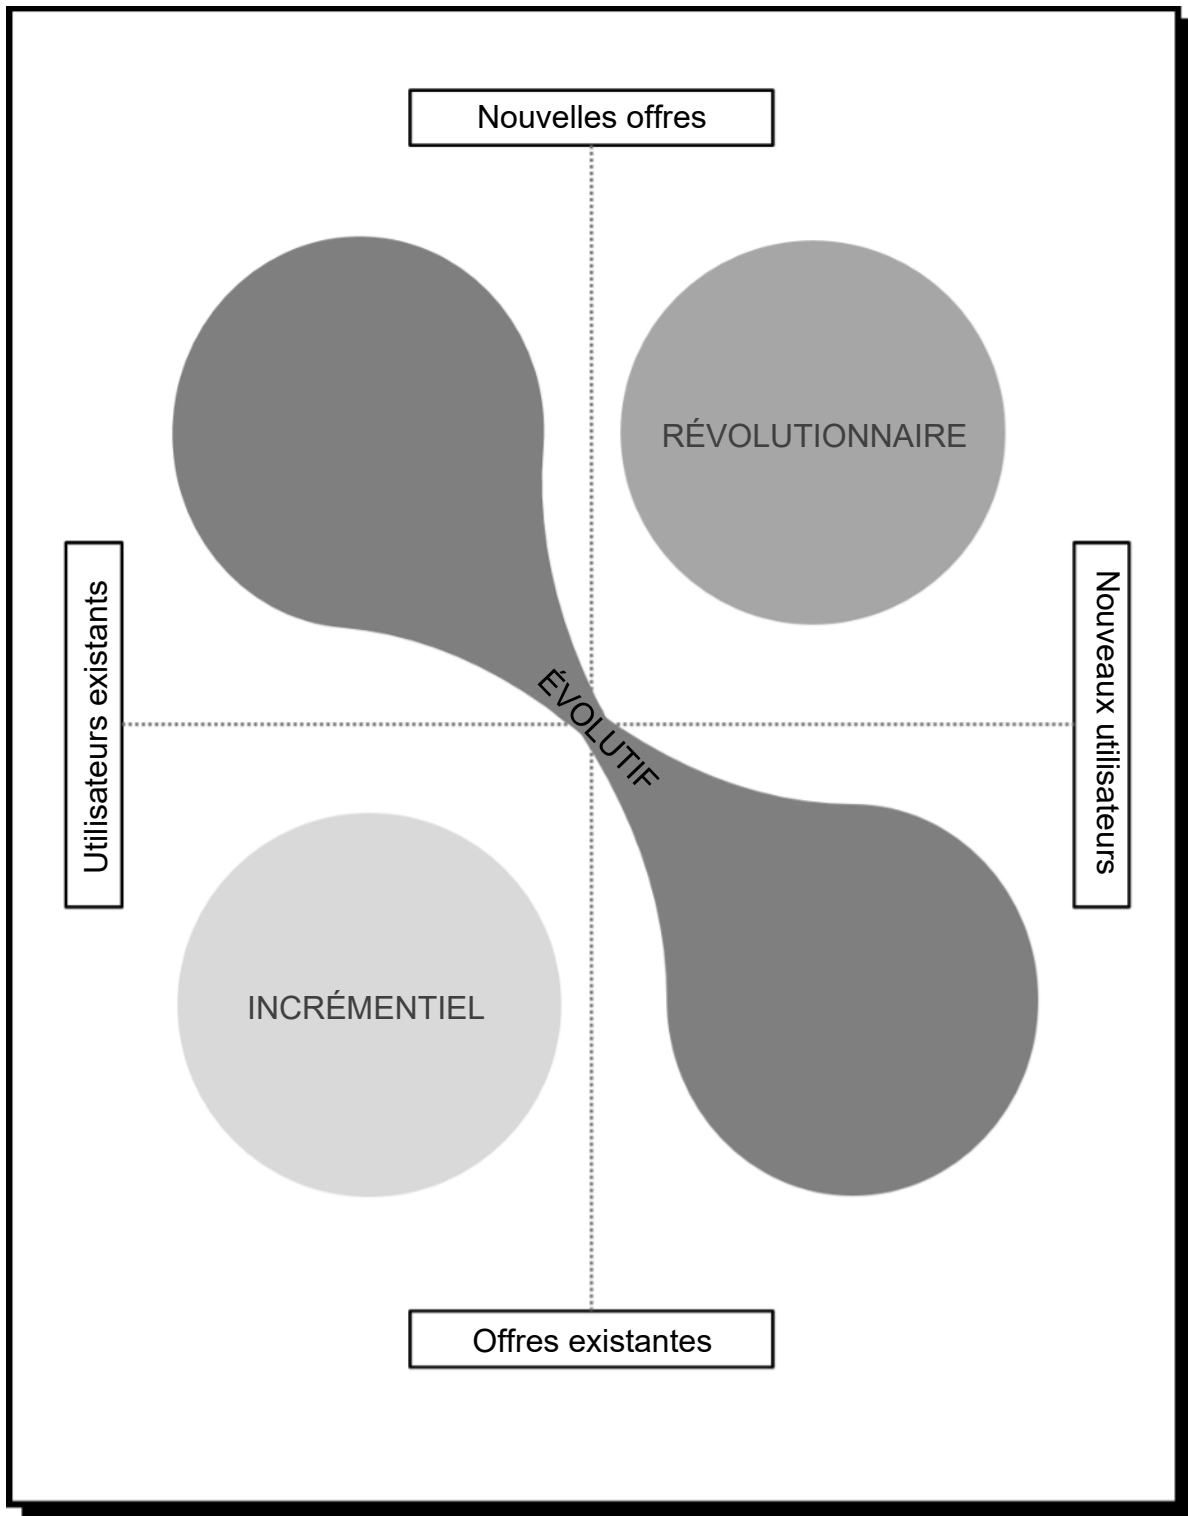 Nouvelles offres
RÉVOLUTIONNAIRE
Utilisateurs existants
Nouveaux utilisateurs
ÉVOLUTIF
INCRÉMENTIEL
Offres existantes